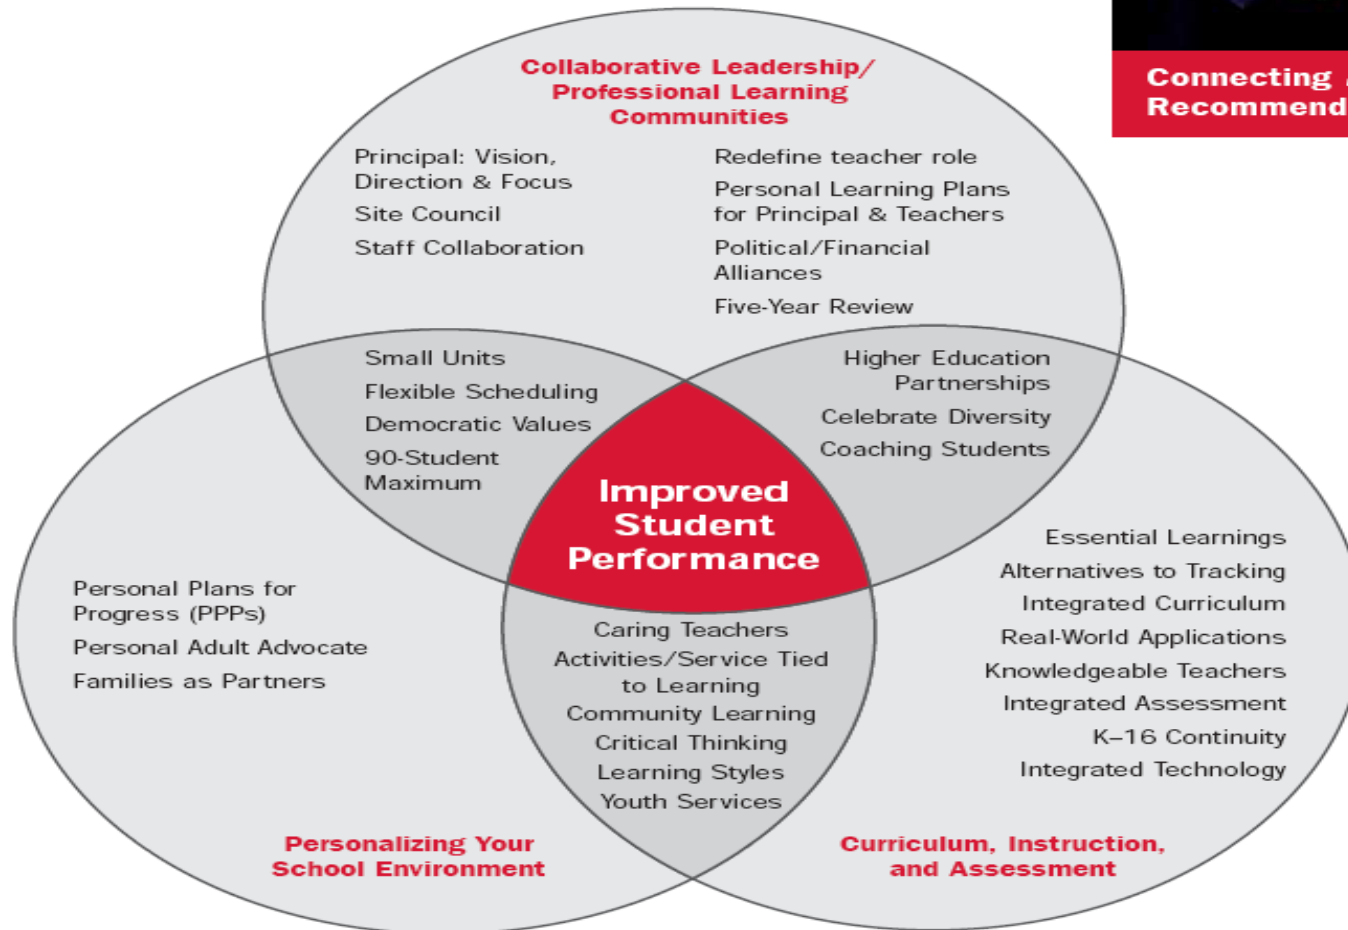 Connecting
Recommend
Collaborative Leadership/
Professional Learning
Communities
Principal: Vision,
Direction & Focus
Site Council
Staff Collaboration
Redefine teacher role
Personal Learning Plans
for Principal & Teachers
Political/Financial
Alliances
Five-Year Review
Small Units
Flexible Scheduling
Democratic Values
90-Student
Maximum
Higher Education
Partnerships
Celebrate Diversity
Coaching Students
Improved
Student
Performance
Personal Plans for
Progress (PPPs)
Personal Adult Advocate
Families as Partners
Caring Teachers
Activities/Service Tied
to Learning
Community Learning
Critical Thinking
Learning Styles
Youth Services
Essential Learnings
Alternatives to Tracking
Integrated Curriculum
Real-World Applications
Knowledgeable Teachers
Integrated Assessment
K–16 Continuity
Integrated Technology
Personalizing Your
School Environment
Curriculum, Instruction,
and Assessment